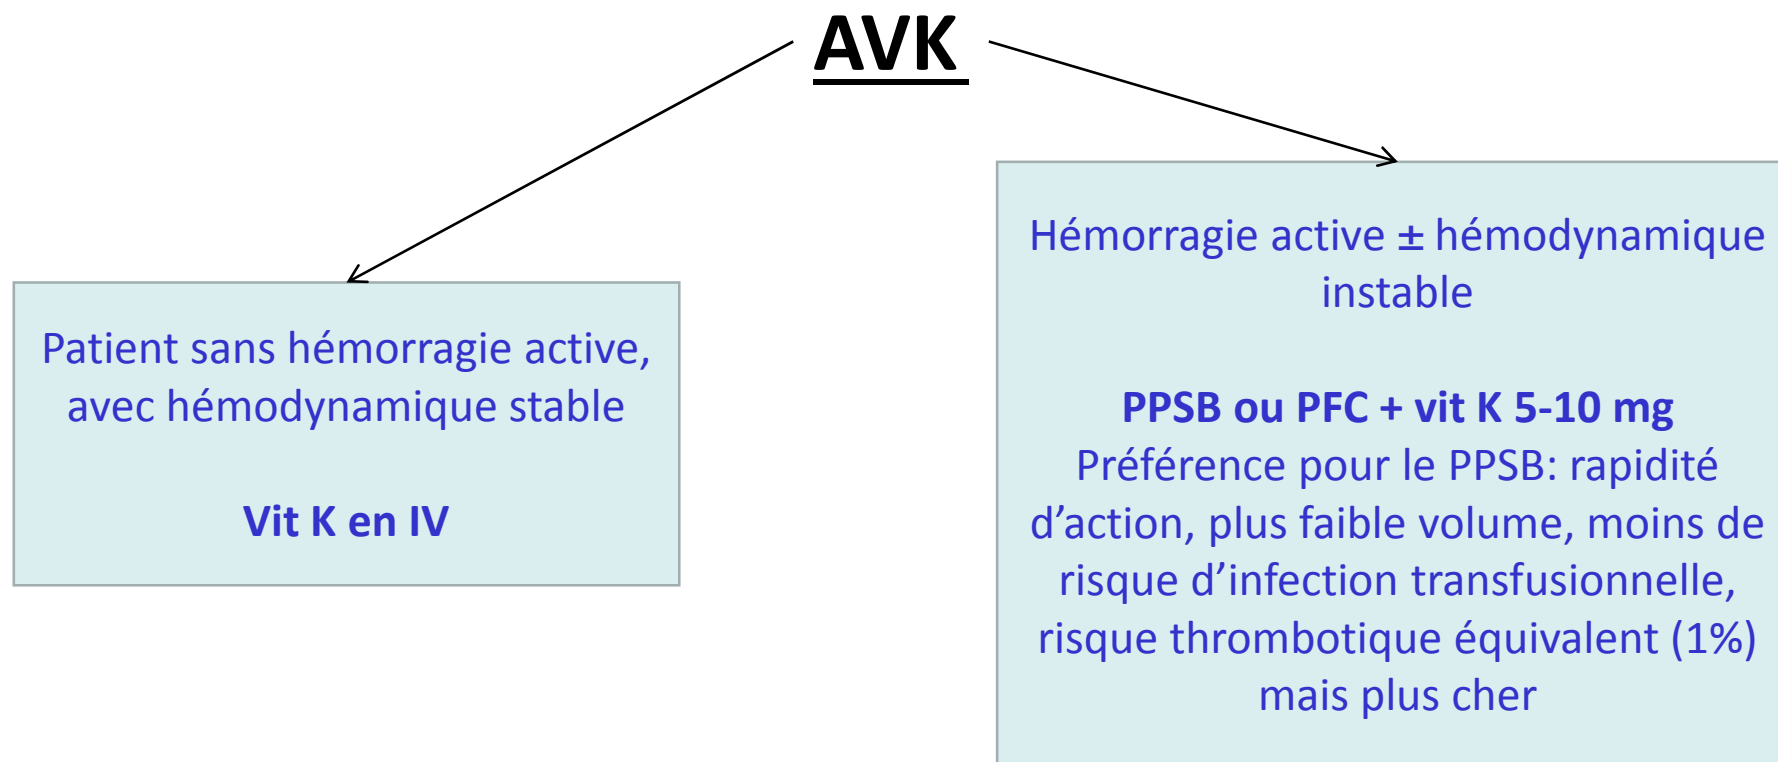 AVK
Patient sans hémorragie active,
avec hémodynamique stable
Vit K en IV
Hémorragie active ± hémodynamique
instable
PPSB ou PFC + vit K 5-10 mg
Préférence pour le PPSB: rapidité
d’action, plus faible volume, moins de
risque d’infection transfusionnelle,
risque thrombotique équivalent (1%)
mais plus cher